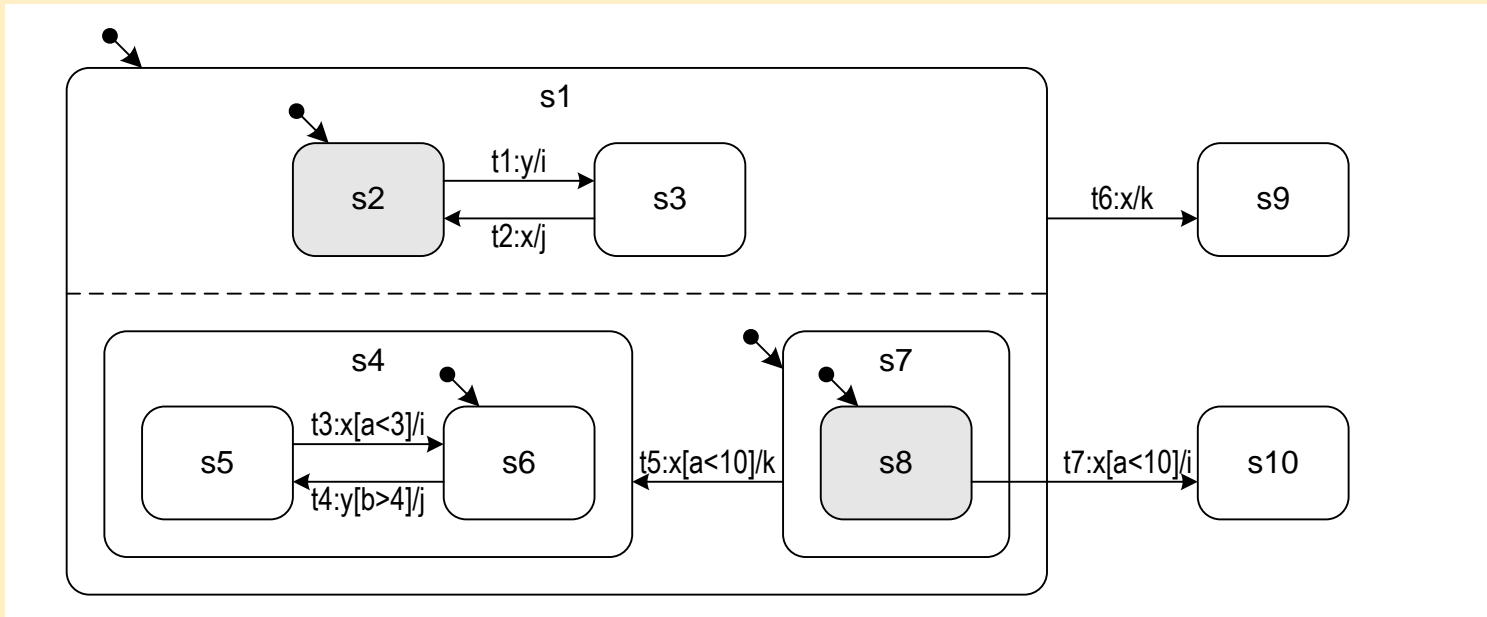 s1
s2
t1:y/i
s3
t2:x/j
t6:x/k
s9
s4
s7
s5
t3:x[a<3]/i
s6
t4:y[b>4]/j
t5:x[a<10]/k
s8
t7:x[a<10]/i
s10